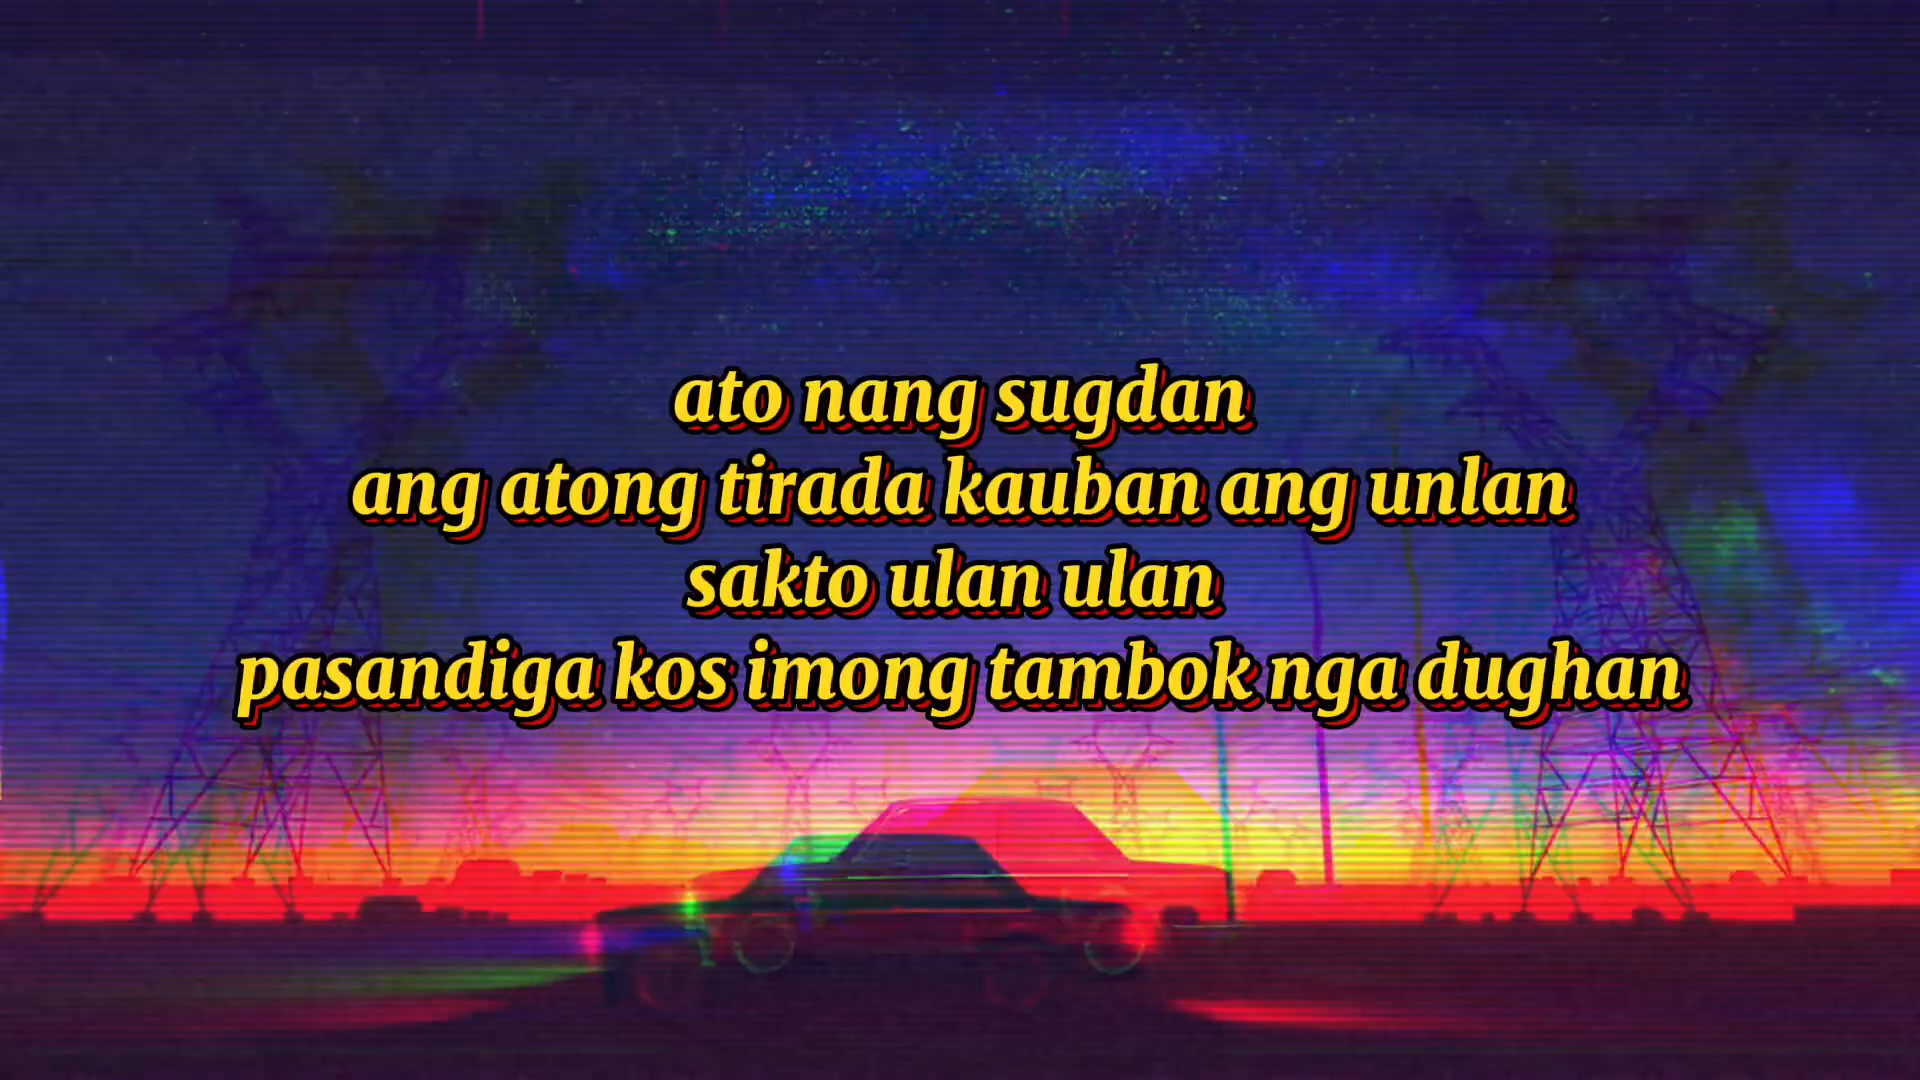 ato nang sugdan
ang atong tirada kauban ang unlan
sakto ulan ulan
pasandiga kos imong tambok nga dughan